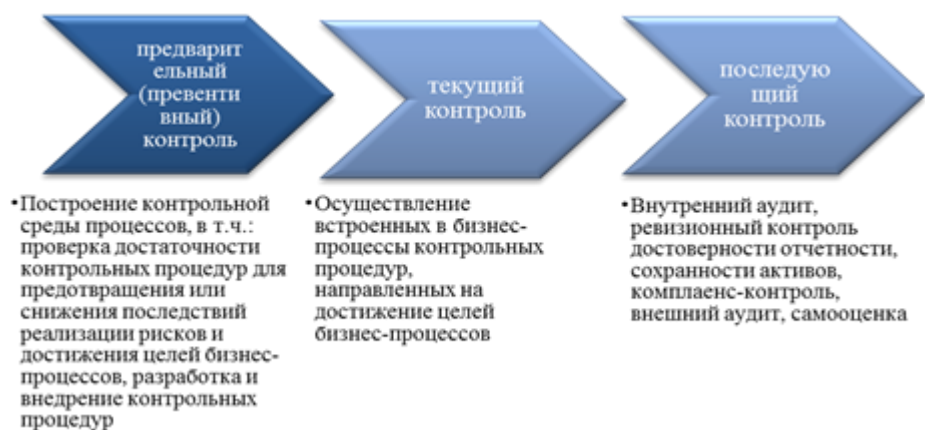 предварит
ельный
(превенти
вный)
контроль
текущий
контроль
последую
щий
контроль
•Построение контрольной
среды процессов, в т.ч.:
проверка достаточности
контрольных процедур для
предотвращения или
снижения последствий
реализации рисков и
достижения целей бизнес-
процессов, разработка и
внедрение контрольных
процедур
•Осуществление
встроенных в бизнес-
процессы контрольных
процедур,
направленных на
достижение целей
бизнес-процессов
•Внутренний аудит,
ревизионный контроль
достоверности отчетности,
сохранности активов,
комплаенс-контроль,
внешний аудит, самооценка